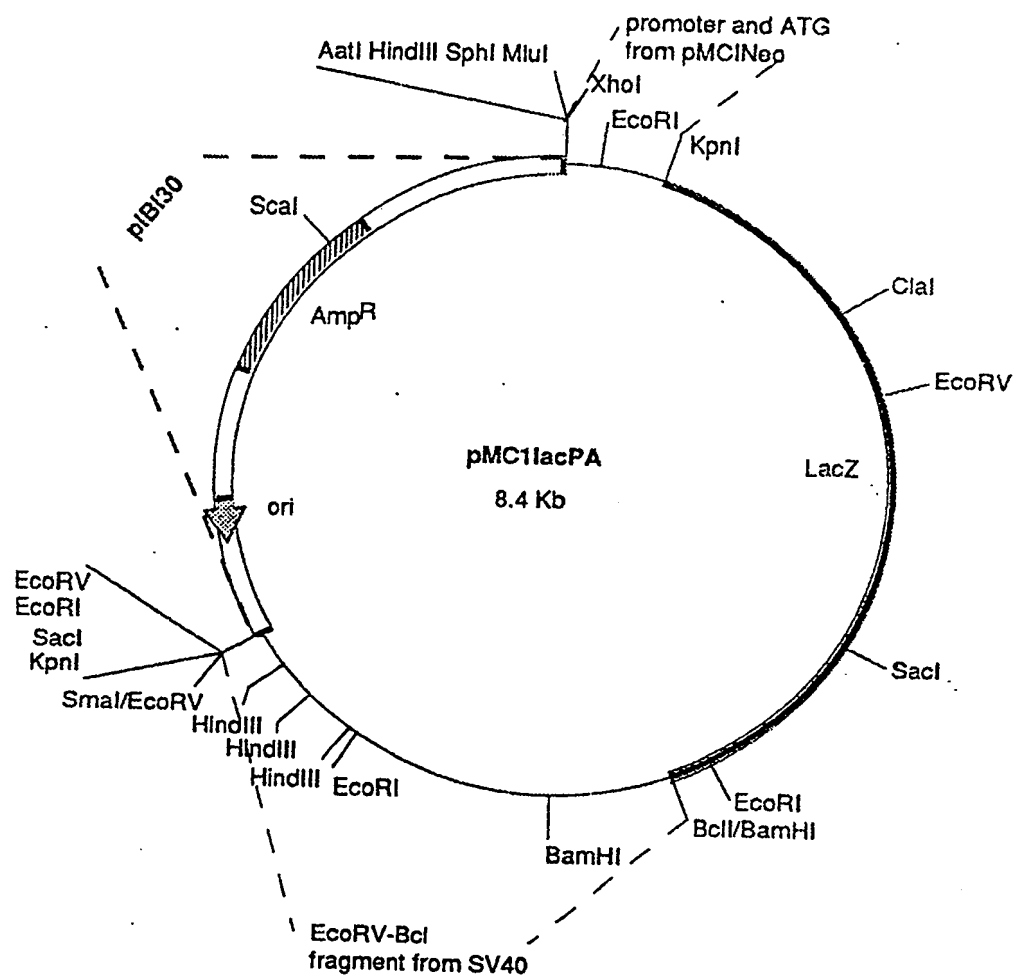 promoter and ATG
from pMCINeo
AatI HindIII SphI MluI
XhoI
EcoRI
KpnI
pIBI30
ScaI
ClaI
AmpR
EcoRV
pMC1lacPA
LacZ
8.4 Kb
ori
EcoRV
EcoRI
SacI
KpnI
SacI
SmaI/EcoRV
HindIII
HindIII
HindIII
EcoRI
EcoRI
BclI/BamHI
BamHI
EcoRV-Bcl
fragment from SV40